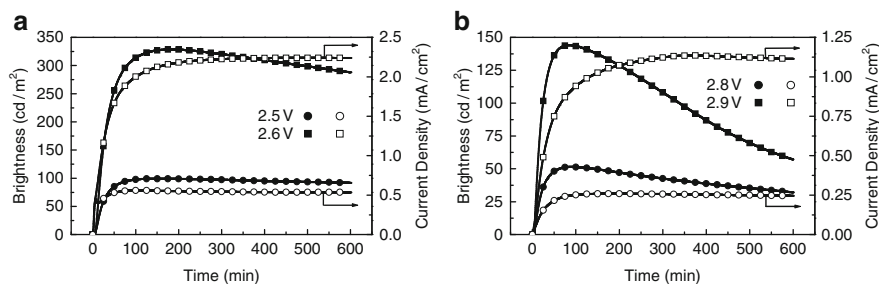 a
350
300
250
200
150
100
50
0
Brightness (cd / m²)
2.5
2.0
1.5
1.0
0.5
0.0
Current Density (mA / cm²)
2.5 V
2.6 V
0 100 200 300 400 500 600
Time (min)
b
150
125
100
75
50
25
0
Brightness (cd / m²)
1.25
1.00
0.75
0.50
0.25
0.00
Current Density (mA / cm²)
2.8 V
2.9 V
0 100 200 300 400 500 600
Time (min)